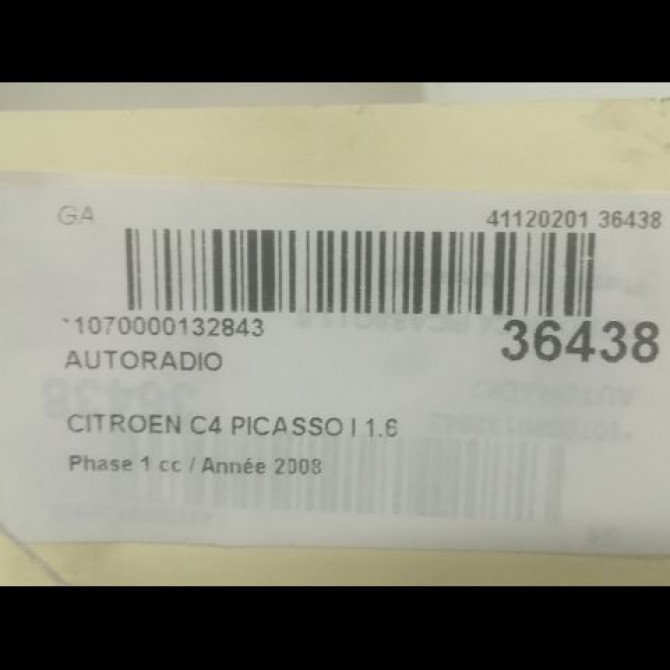 GA 41120201 36438
*1070000132843 36438
AUTORADIO
CITROEN C4 PICASSO I 1.6
Phase 1 cc / Année 2008